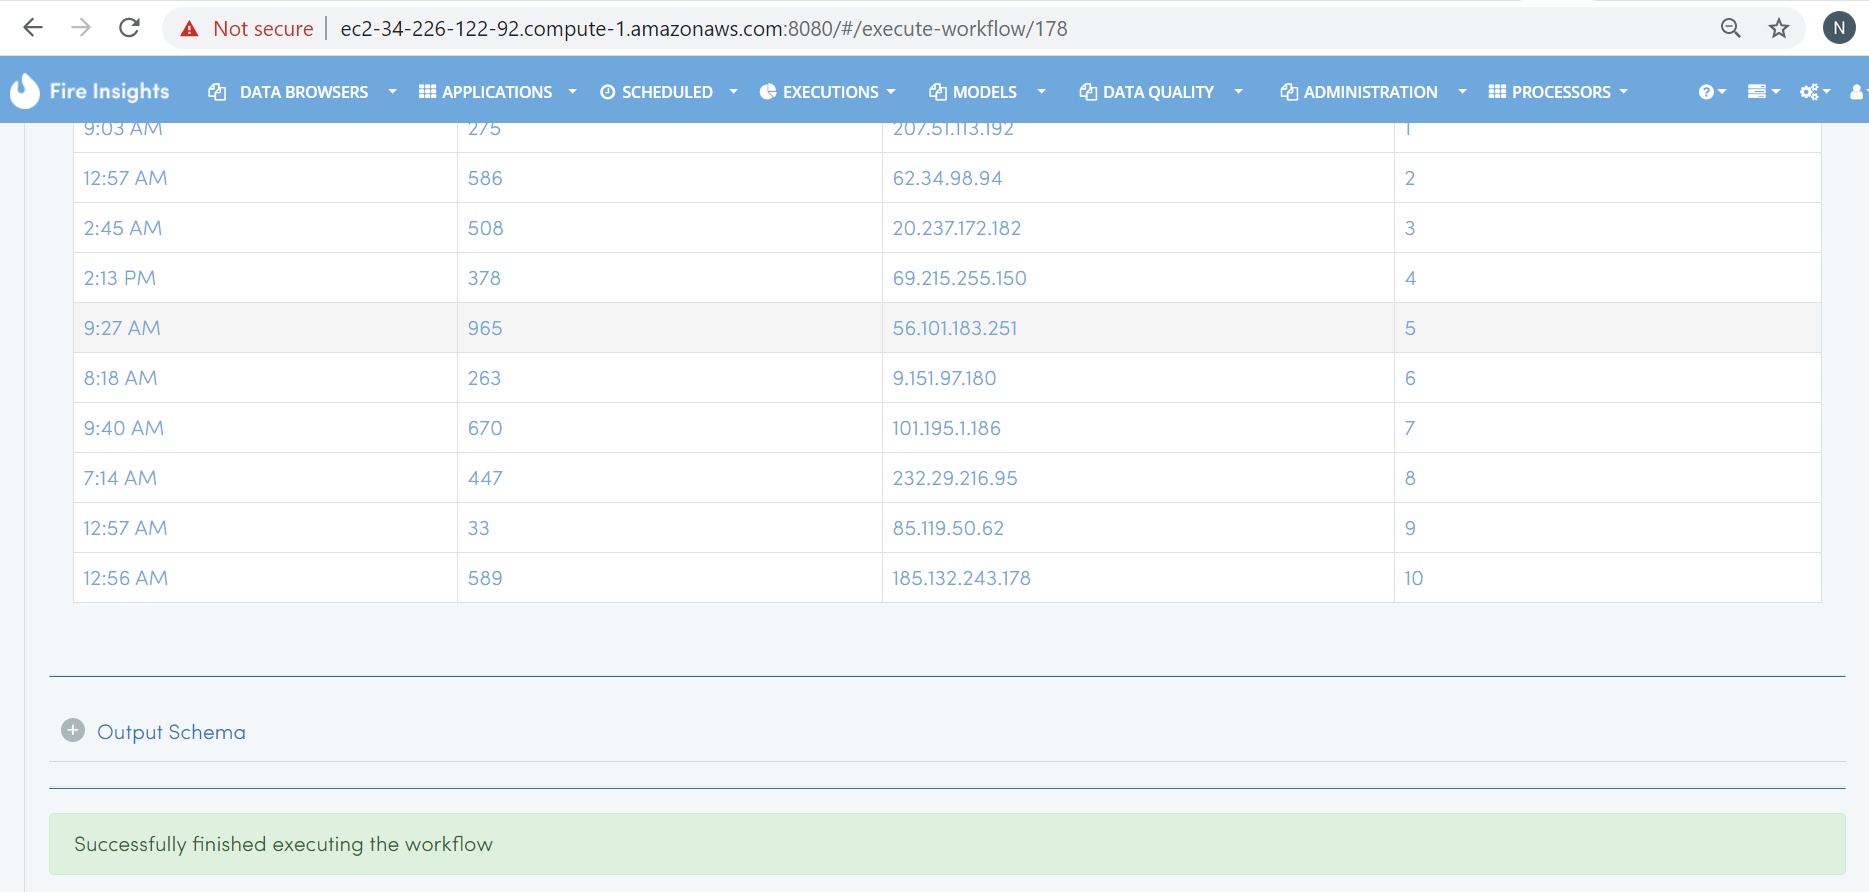 Not secure | ec2-34-226-122-92.compute-1.amazonaws.com:8080/#/execute-workflow/178 N
Fire Insights DATA BROWSERS APPLICATIONS SCHEDULED EXECUTIONS MODELS DATA QUALITY ADMINISTRATION PROCESSORS
9:03 AM 275 207.51.113.192 1
12:57 AM 586 62.34.98.94 2
2:45 AM 508 20.237.172.182 3
2:13 PM 378 69.215.255.150 4
9:27 AM 965 56.101.183.251 5
8:18 AM 263 9.151.97.180 6
9:40 AM 670 101.195.1.186 7
7:14 AM 447 232.29.216.95 8
12:57 AM 33 85.119.50.62 9
12:56 AM 589 185.132.243.178 10
Output Schema
Successfully finished executing the workflow